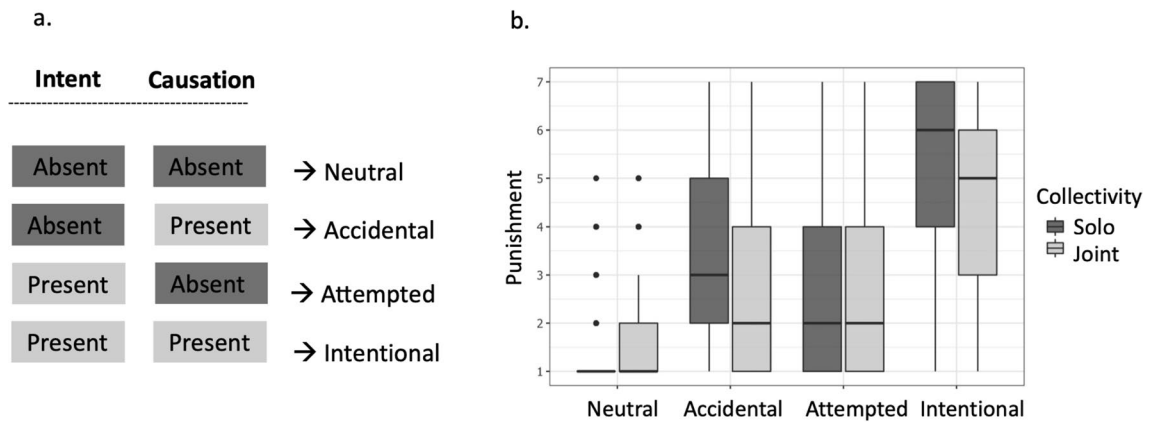 a.
Intent Causation
Absent Absent → Neutral
Absent Present → Accidental
Present Absent → Attempted
Present Present → Intentional
b.
Punishment
7
6
5
4
3
2
1
Neutral Accidental Attempted Intentional
Collectivity
Solo
Joint